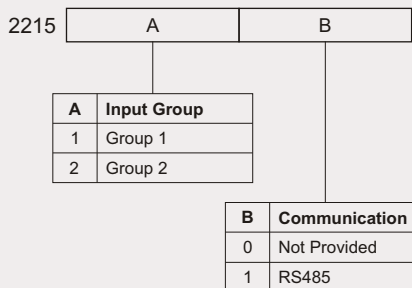 2215 A B
A Input Group
1 Group 1
2 Group 2
B Communication
0 Not Provided
1 RS485